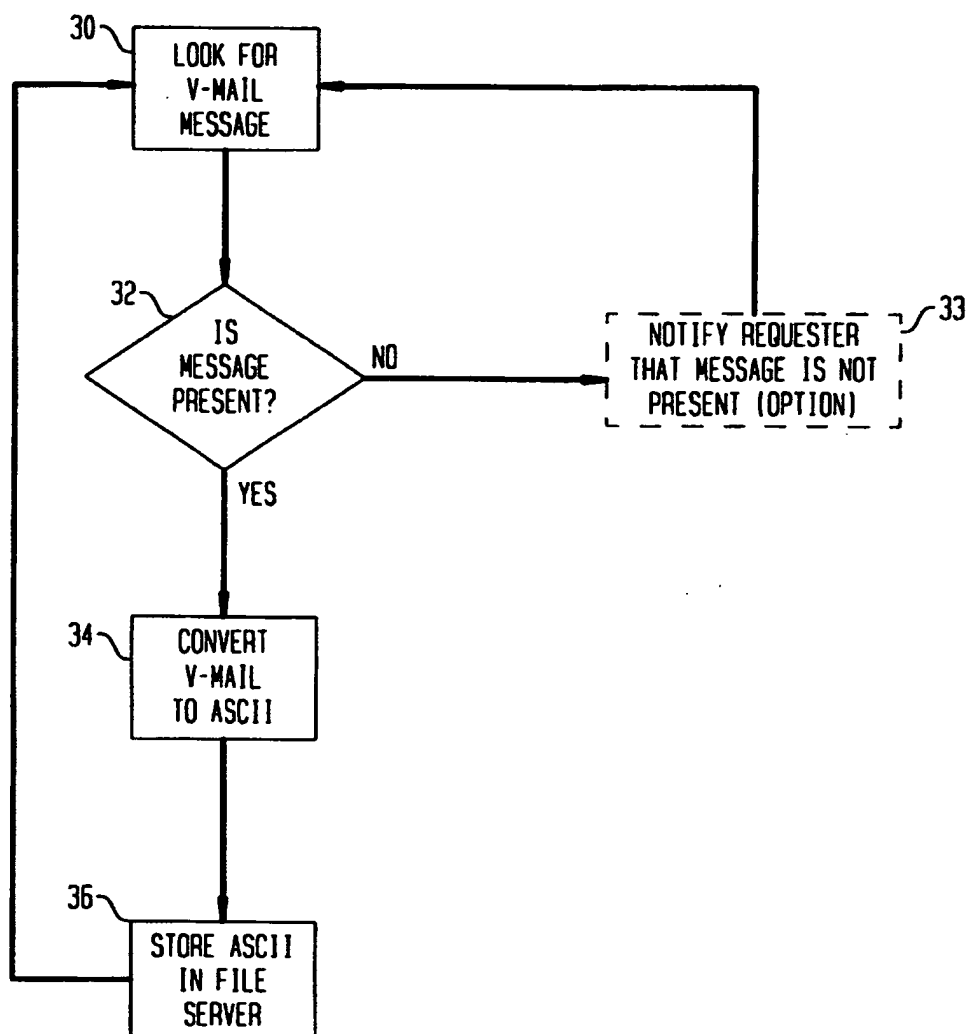 30
LOOK FOR
V-MAIL
MESSAGE
32
IS
MESSAGE
PRESENT?
NO
33
NOTIFY REQUESTER
THAT MESSAGE IS NOT
PRESENT (OPTION)
YES
34
CONVERT
V-MAIL
TO ASCII
36
STORE ASCII
IN FILE
SERVER